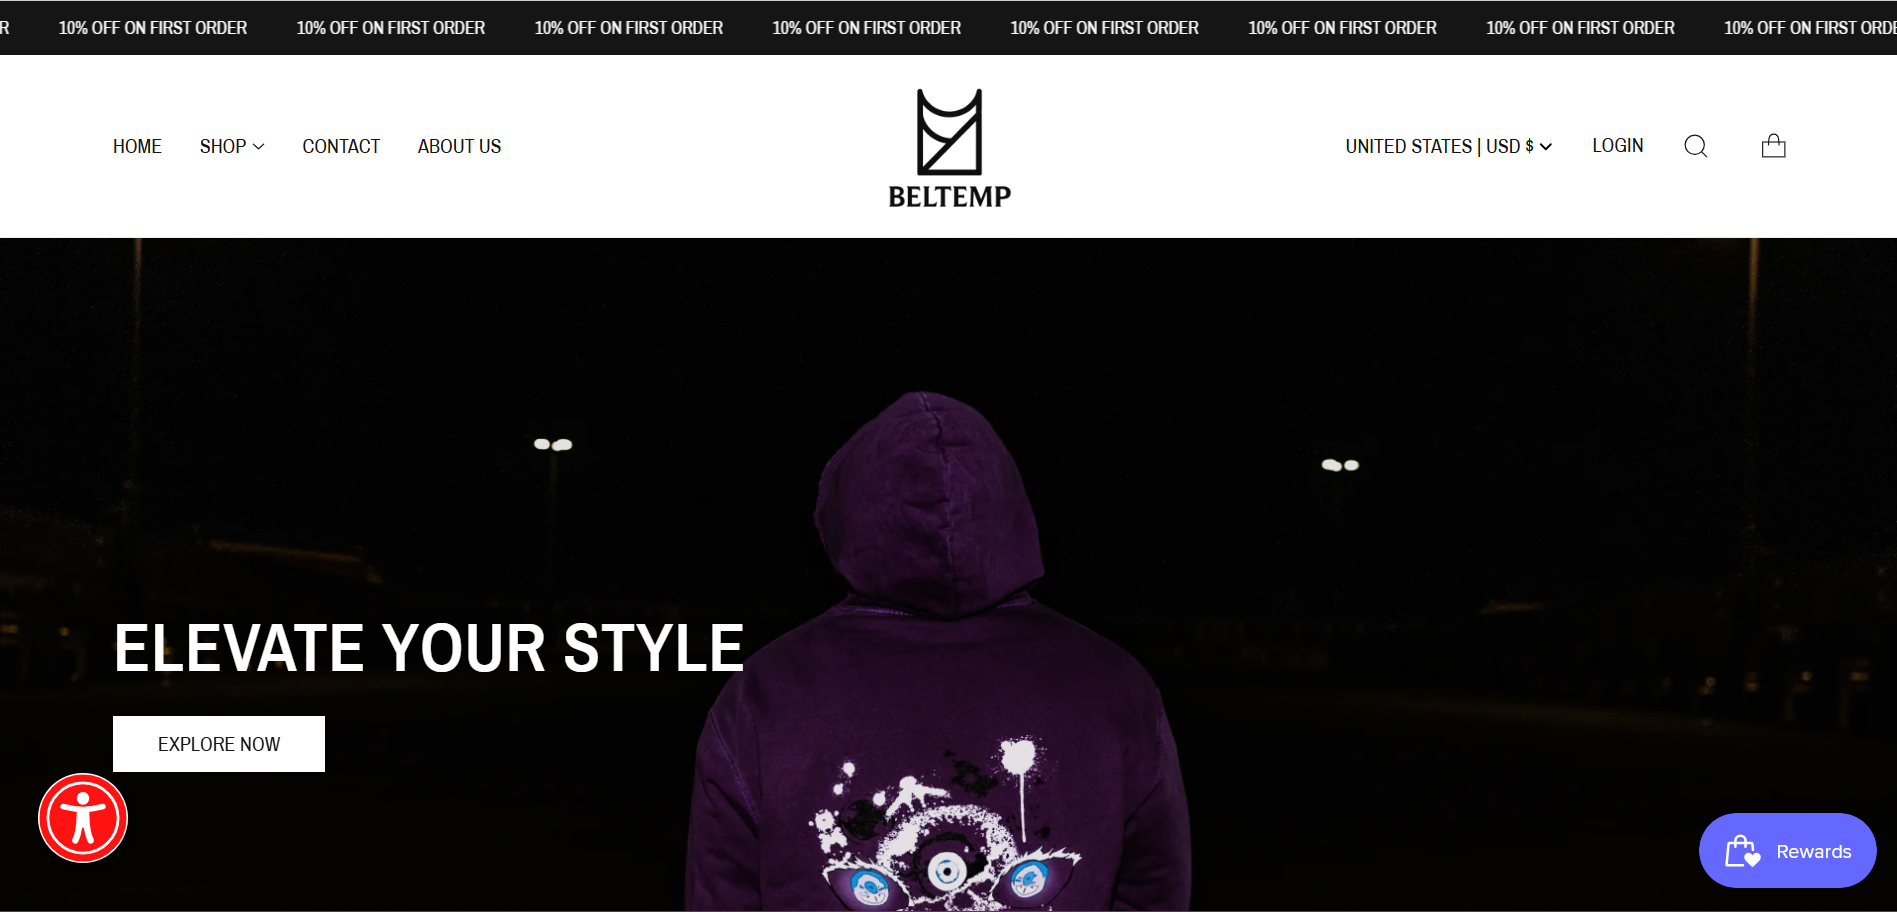 R 10% OFF ON FIRST ORDER 10% OFF ON FIRST ORDER 10% OFF ON FIRST ORDER 10% OFF ON FIRST ORDER 10% OFF ON FIRST ORDER 10% OFF ON FIRST ORDER 10% OFF ON FIRST ORDER 10% OFF ON FIRST ORDE
HOME SHOP CONTACT ABOUT US
BELTEMP
UNITED STATES | USD $ LOGIN
ELEVATE YOUR STYLE
EXPLORE NOW
Rewards